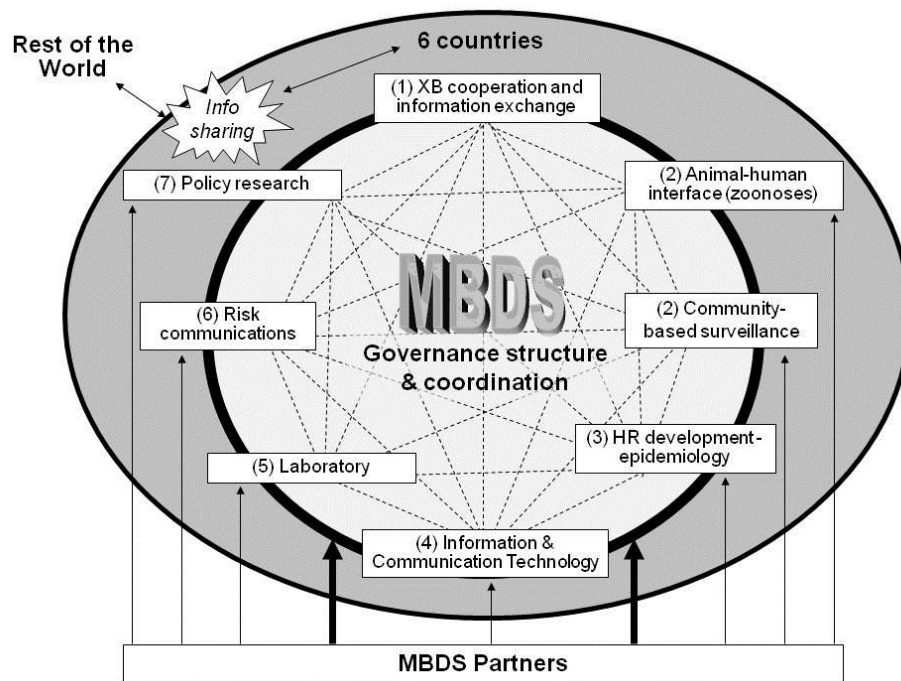 Rest of the
World
6 countries
Info
sharing
(1) XB cooperation and
information exchange
(7) Policy research
(2) Animal-human
interface (zoonoses)
MBDS
(6) Risk
communications
(2) Community-
based surveillance
Governance structure
& coordination
(3) HR development-
epidemiology
(5) Laboratory
(4) Information &
Communication Technology
MBDS Partners